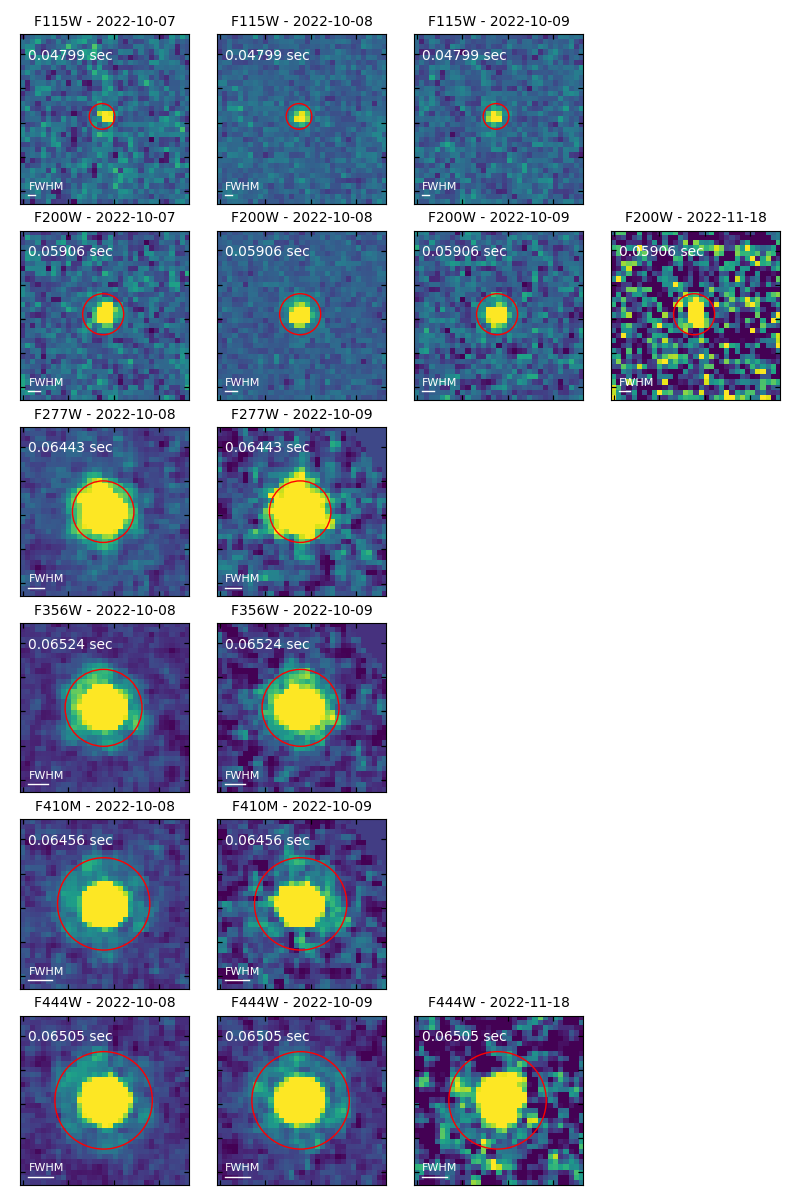 F115W - 2022-10-07
0.04799 sec
FWHM
F115W - 2022-10-08
0.04799 sec
FWHM
F115W - 2022-10-09
0.04799 sec
FWHM
F200W - 2022-10-07
0.05906 sec
FWHM
F200W - 2022-10-08
0.05906 sec
FWHM
F200W - 2022-10-09
0.05906 sec
FWHM
F200W - 2022-11-18
0.05906 sec
FWHM
F277W - 2022-10-08
0.06443 sec
FWHM
F277W - 2022-10-09
0.06443 sec
FWHM
F356W - 2022-10-08
0.06524 sec
FWHM
F356W - 2022-10-09
0.06524 sec
FWHM
F410M - 2022-10-08
0.06456 sec
FWHM
F410M - 2022-10-09
0.06456 sec
FWHM
F444W - 2022-10-08
0.06505 sec
FWHM
F444W - 2022-10-09
0.06505 sec
FWHM
F444W - 2022-11-18
0.06505 sec
FWHM